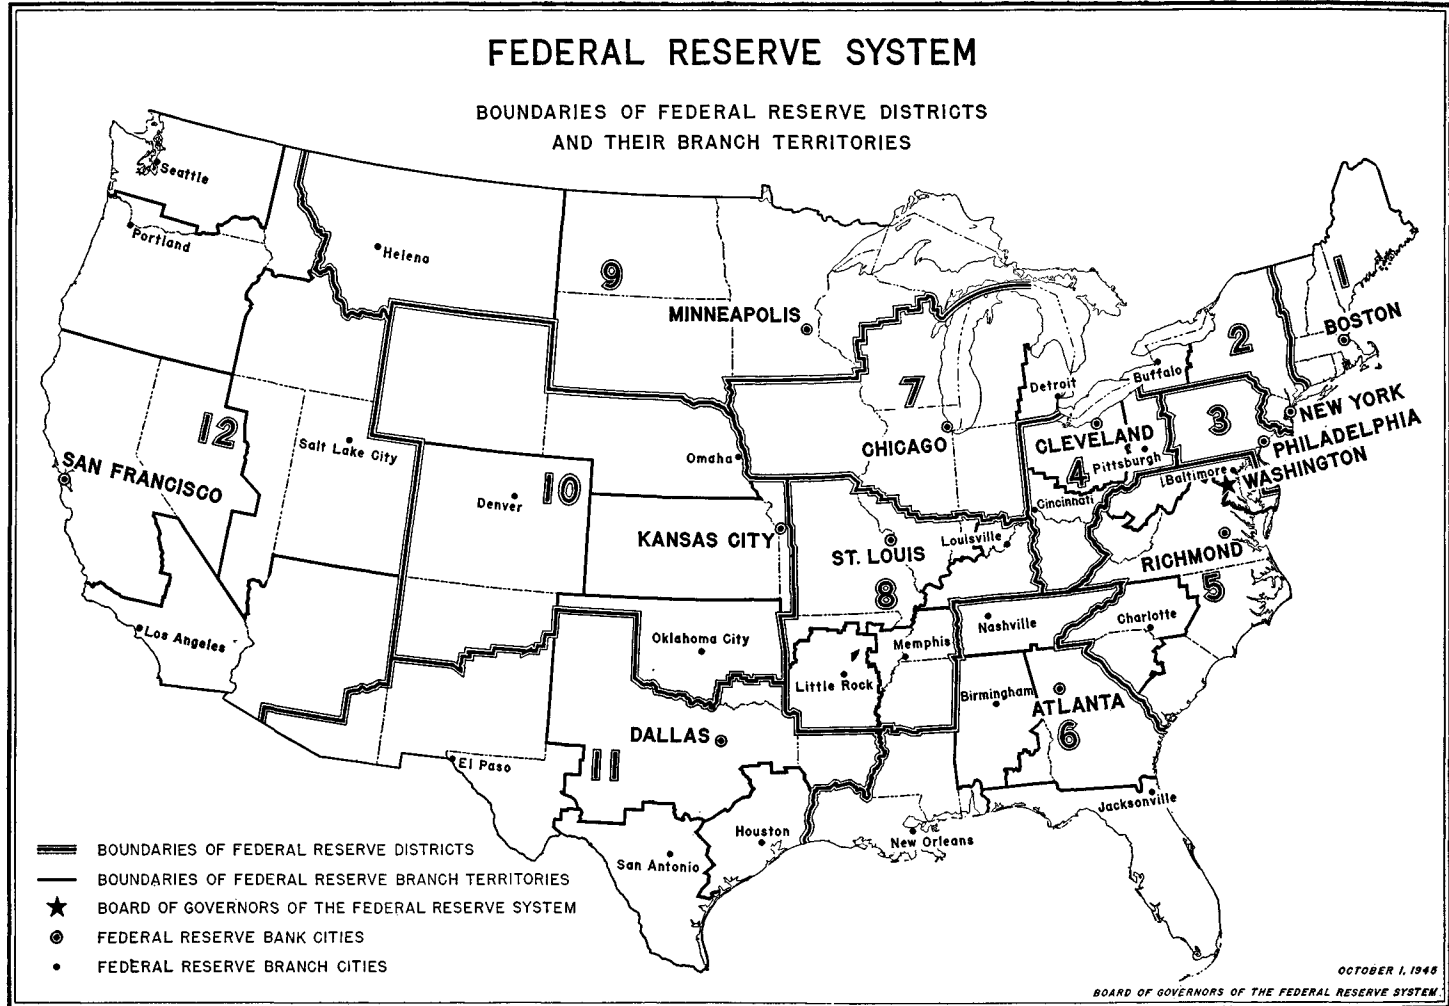 FEDERAL RESERVE SYSTEM
BOUNDARIES OF FEDERAL RESERVE DISTRICTS
AND THEIR BRANCH TERRITORIES
Seattle
Portland
Helena
9
MINNEAPOLIS
1
BOSTON
2
Buffalo
Detroit
7
CHICAGO
CLEVELAND
4
Pittsburgh
Cincinnati
3
NEW YORK
PHILADELPHIA
WASHINGTON
Baltimore
12
SAN FRANCISCO
Salt Lake City
Omaha
Denver
10
KANSAS CITY
ST. LOUIS
8
Louisville
RICHMOND
5
Los Angeles
Oklahoma City
Memphis
Nashville
Charlotte
Little Rock
Birmingham
ATLANTA
6
DALLAS
11
El Paso
Houston
San Antonio
New Orleans
Jacksonville
BOUNDARIES OF FEDERAL RESERVE DISTRICTS
BOUNDARIES OF FEDERAL RESERVE BRANCH TERRITORIES
BOARD OF GOVERNORS OF THE FEDERAL RESERVE SYSTEM
FEDERAL RESERVE BANK CITIES
FEDERAL RESERVE BRANCH CITIES
OCTOBER 1, 1948
BOARD OF GOVERNORS OF THE FEDERAL RESERVE SYSTEM